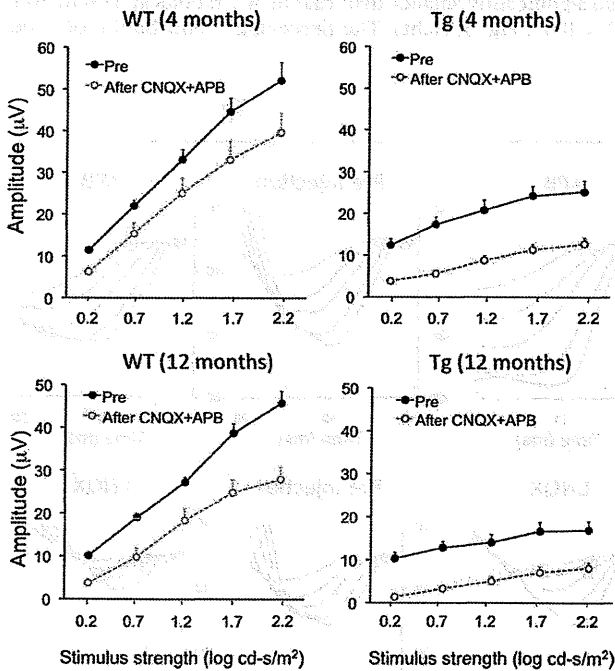 WT (4 months)
Amplitude (μV)
60
50
40
30
20
10
0
Pre
After CNQX+APB
0.2 0.7 1.2 1.7 2.2
Tg (4 months)
60
50
40
30
20
10
0
Pre
After CNQX+APB
0.2 0.7 1.2 1.7 2.2
WT (12 months)
Amplitude (μV)
50
40
30
20
10
0
Pre
After CNQX+APB
0.2 0.7 1.2 1.7 2.2
Stimulus strength (log cd-s/m²)
Tg (12 months)
50
40
30
20
10
0
Pre
After CNQX+APB
0.2 0.7 1.2 1.7 2.2
Stimulus strength (log cd-s/m²)